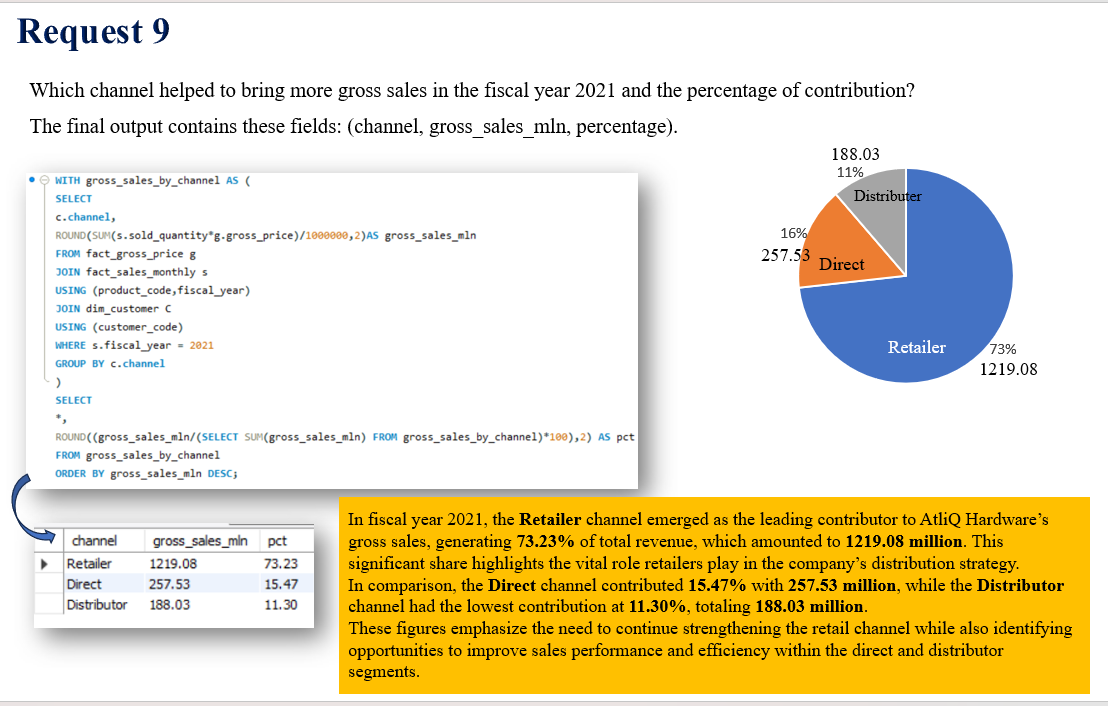 Request 9
Which channel helped to bring more gross sales in the fiscal year 2021 and the percentage of contribution?
The final output contains these fields: (channel, gross_sales_mln, percentage).
WITH gross_sales_by_channel AS (
SELECT
c.channel,
ROUND(SUM(s.sold_quantity*g.gross_price)/1000000,2)AS gross_sales_mln
FROM fact_gross_price g
JOIN fact_sales_monthly s
USING (product_code,fiscal_year)
JOIN dim_customer C
USING (customer_code)
WHERE s.fiscal_year = 2021
GROUP BY c.channel
)
SELECT
*,
ROUND((gross_sales_mln/(SELECT SUM(gross_sales_mln) FROM gross_sales_by_channel)*100),2) AS pct
FROM gross_sales_by_channel
ORDER BY gross_sales_mln DESC;
188.03
11%
Distributer
16%
257.53
Direct
Retailer
73%
1219.08
channel gross_sales_mln pct
Retailer 1219.08 73.23
Direct 257.53 15.47
Distributor 188.03 11.30
In fiscal year 2021, the Retailer channel emerged as the leading contributor to AtliQ Hardware's
gross sales, generating 73.23% of total revenue, which amounted to 1219.08 million. This
significant share highlights the vital role retailers play in the company's distribution strategy.
In comparison, the Direct channel contributed 15.47% with 257.53 million, while the Distributor
channel had the lowest contribution at 11.30%, totaling 188.03 million.
These figures emphasize the need to continue strengthening the retail channel while also identifying
opportunities to improve sales performance and efficiency within the direct and distributor
segments.